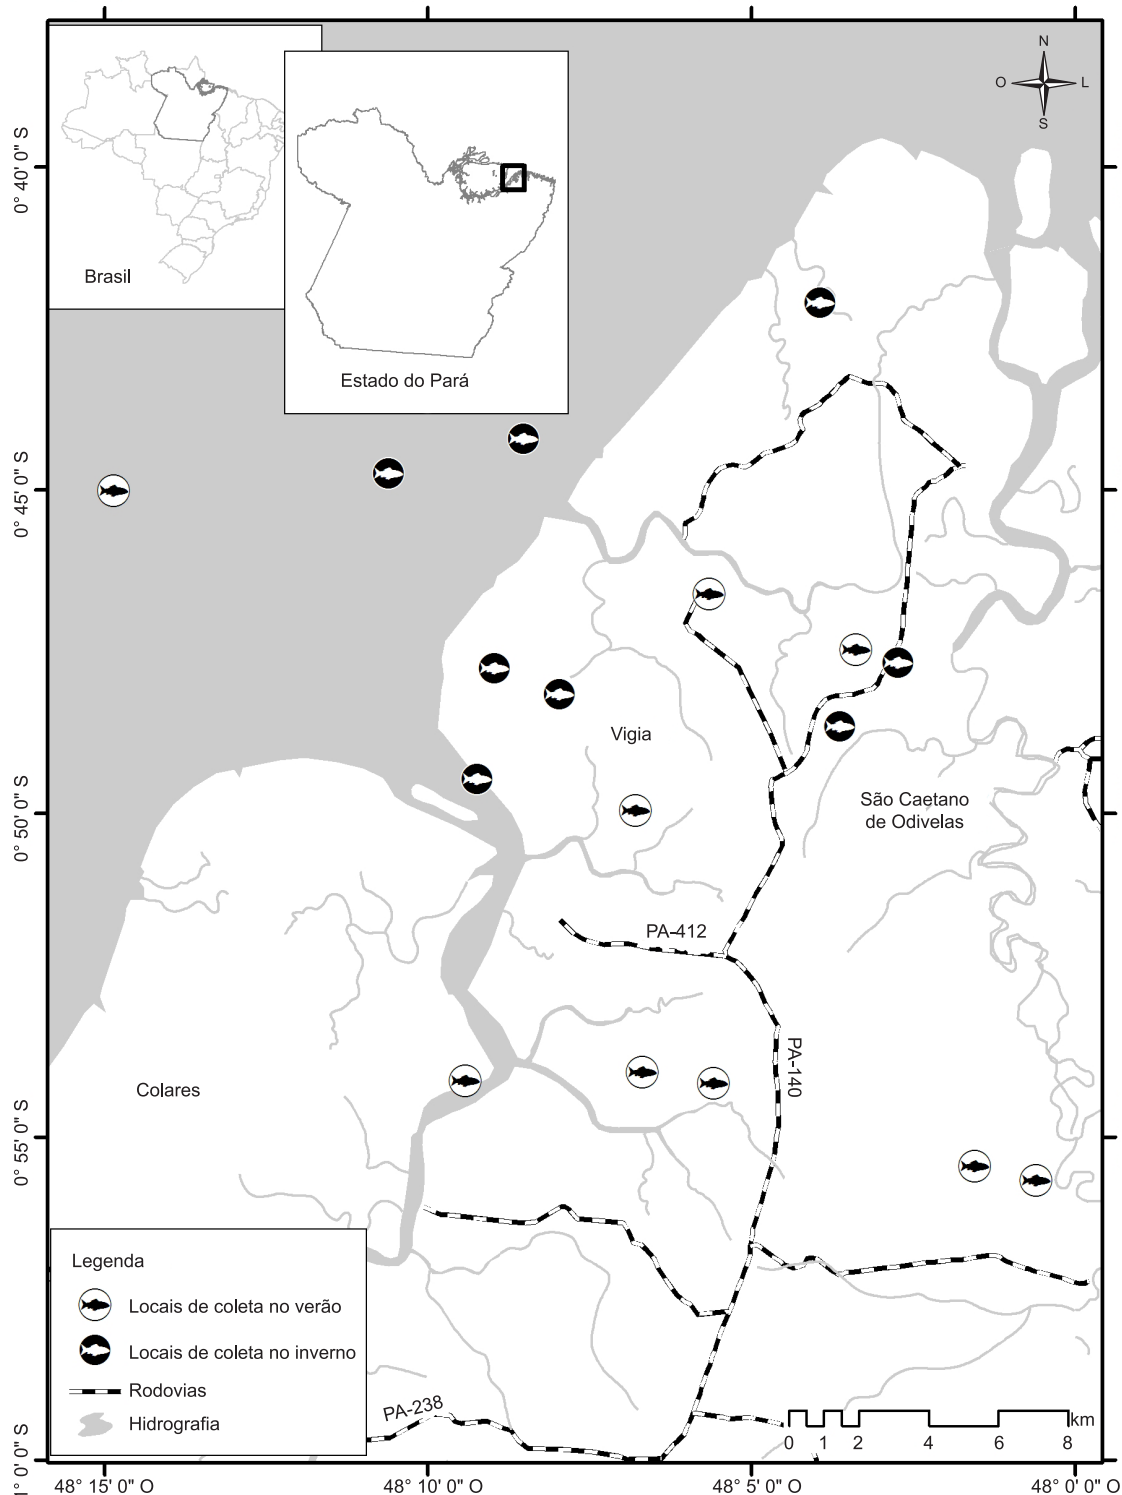 Brasil
Estado do Pará
N
O
L
S
0° 40' 0" S
0° 45' 0" S
0° 50' 0" S
0° 55' 0" S
1° 0' 0" S
Vigia
São Caetano
de Odivelas
PA-412
PA-140
Colares
PA-238
Legenda
Locais de coleta no verão
Locais de coleta no inverno
Rodovias
Hidrografia
km
0 1 2 4 6 8
48° 15' 0" O
48° 10' 0" O
48° 5' 0" O
48° 0' 0" O